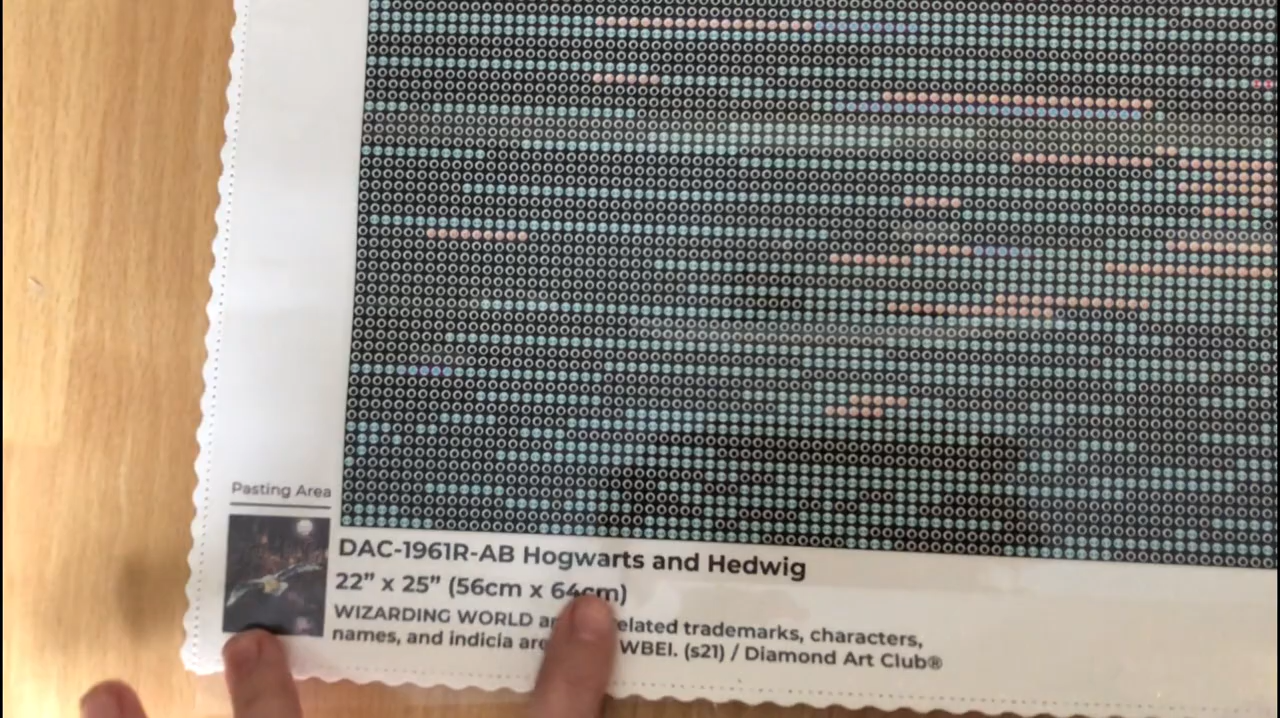 Pasting Area
DAC-1961R-AB Hogwarts and Hedwig
22” x 25” (56cm x 64cm)
WIZARDING WORLD related trademarks, characters,
names, and indicia are WBEI. (s21) / Diamond Art Club®